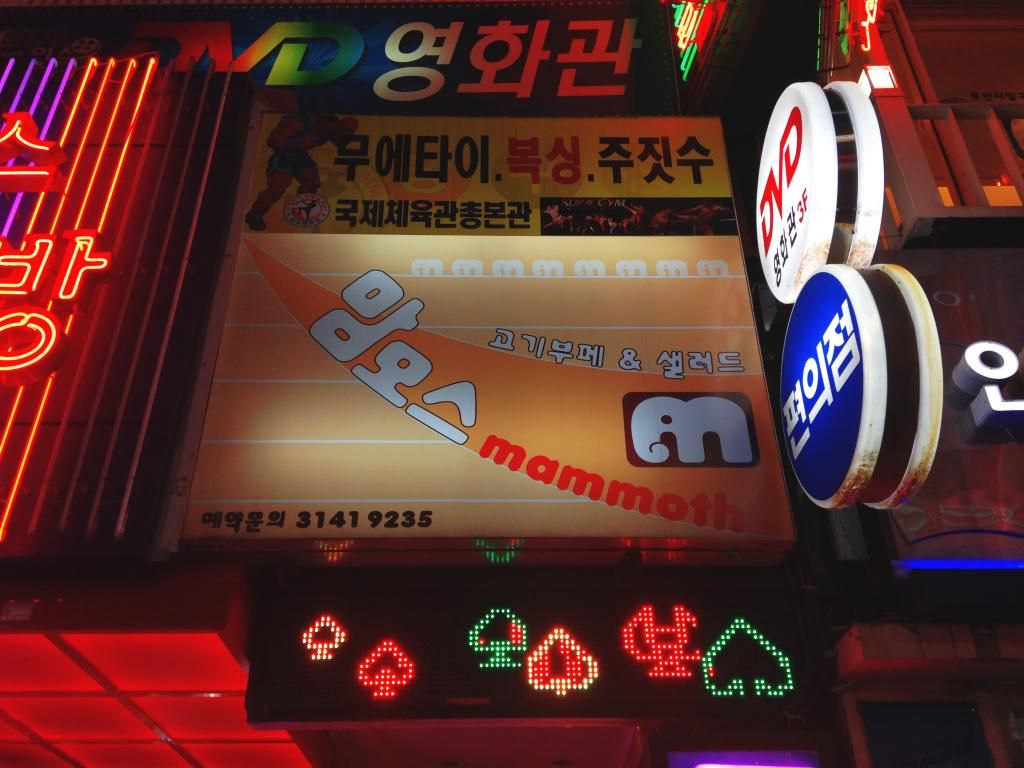 DVD 영화관
무에타이.복싱.주짓수
국제체육관총본관
맘모스
고기부페 & 샐러드
mammoth
예약문의 3141 9235
스
방
DVD
영화관 3F
편의점